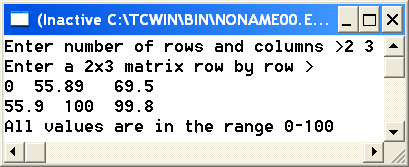 (Inactive C:\TCWIN\BIN\NONAME00.E...
Enter number of rows and columns >2 3
Enter a 2x3 matrix row by row >
0  55.89   69.5
55.9  100  99.8
All values are in the range 0-100